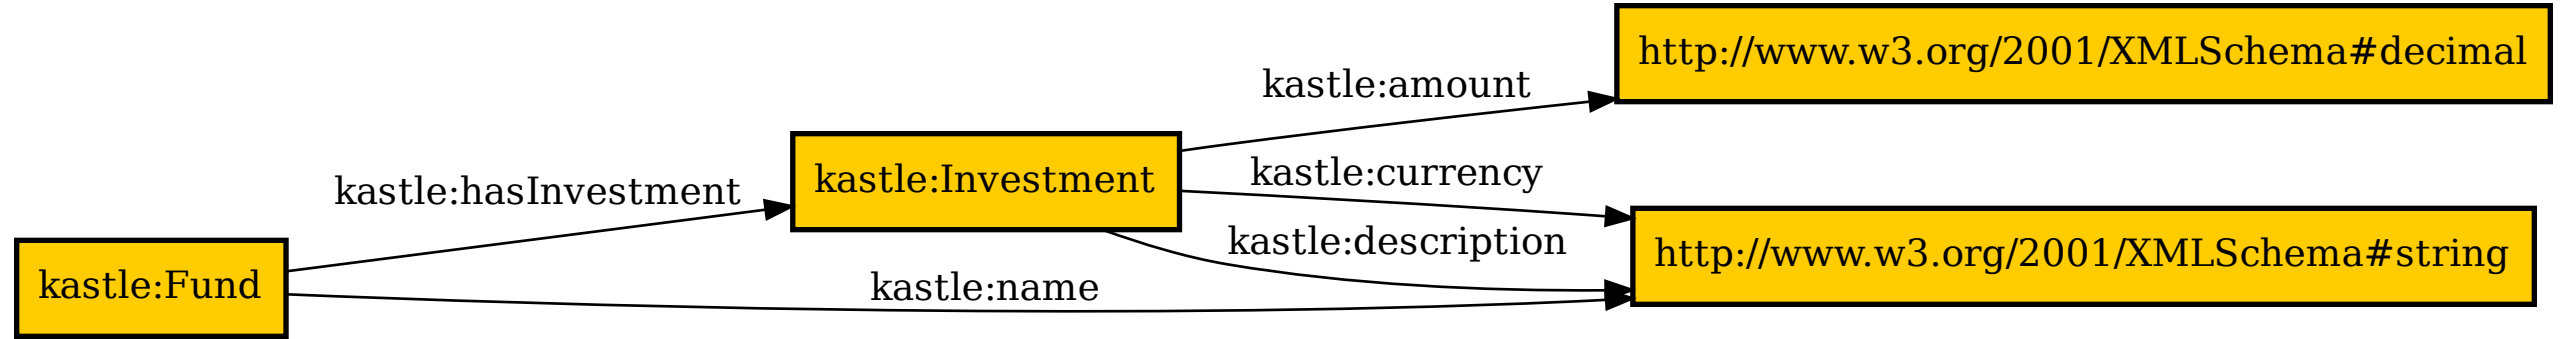 http://www.w3.org/2001/XMLSchema#decimal
kastle:amount
kastle:currency
kastle:Investment
kastle:hasInvestment
kastle:description
http://www.w3.org/2001/XMLSchema#string
kastle:Fund
kastle:name